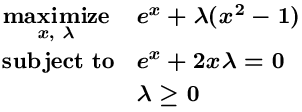 maximize e^x + λ(x^2 − 1)
x, λ
subject to e^x + 2xλ = 0
λ ≥ 0